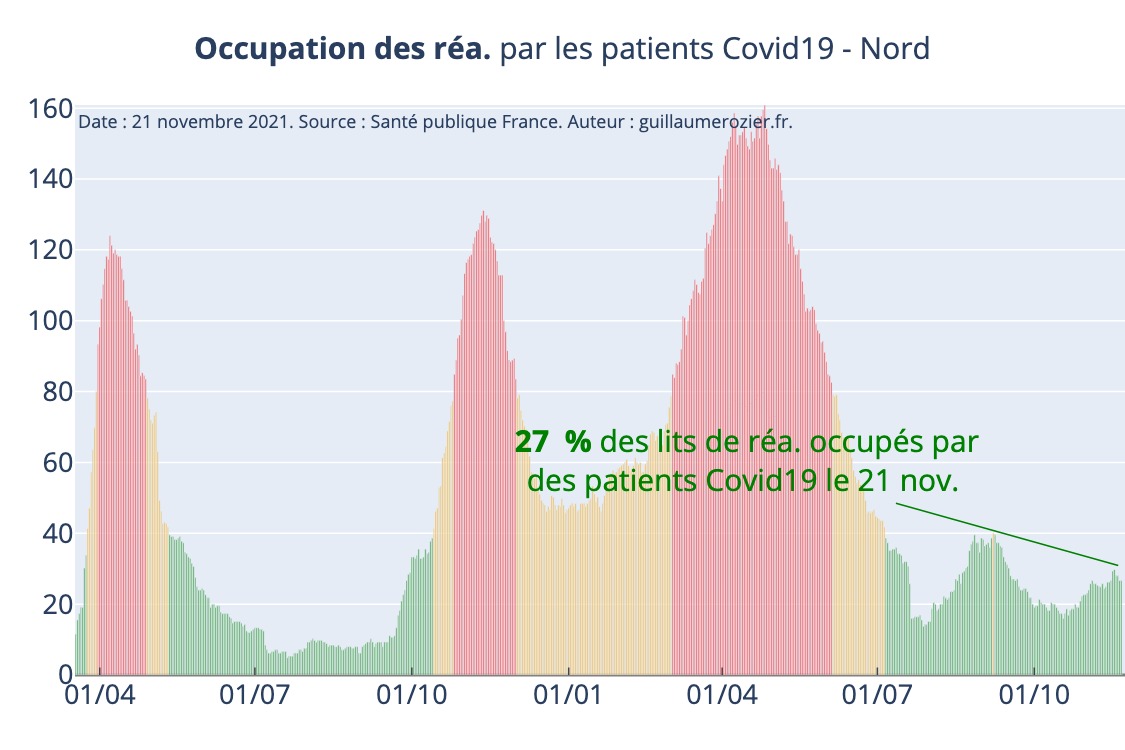 Occupation des réa. par les patients Covid19 - Nord
160
Date : 21 novembre 2021. Source : Santé publique France. Auteur : guillaumerozier.fr.
140
120
100
80
27 % des lits de réa. occupés par
60
des patients Covid19 le 21 nov.
40
20
0
01/04 01/07 01/10 01/01 01/04 01/07 01/10